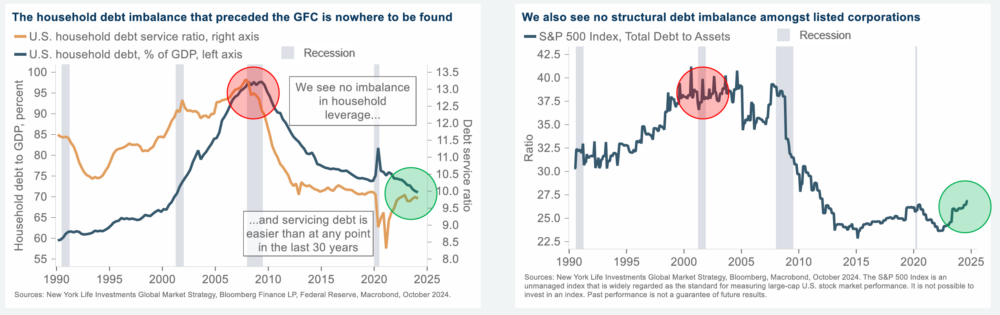 The household debt imbalance that preceded the GFC is nowhere to be found
U.S. household debt service ratio, right axis
U.S. household debt, % of GDP, left axis
Recession
Household debt to GDP, percent
100
95
90
85
80
75
70
65
60
55
13.5
13.0
12.5
12.0
11.5
11.0
10.5
10.0
9.5
9.0
8.5
8.0
Debt service ratio
We see no imbalance
in household
leverage...
...and servicing debt is
easier than at any point
in the last 30 years
1990
1995
2000
2005
2010
2015
2020
2025
Sources: New York Life Investments Global Market Strategy, Bloomberg Finance LP, Federal Reserve, Macrobond, October 2024.
We also see no structural debt imbalance amongst listed corporations
S&P 500 Index, Total Debt to Assets
Recession
Ratio
42.5
40.0
37.5
35.0
32.5
30.0
27.5
25.0
22.5
1990
1995
2000
2005
2010
2015
2020
2025
Sources: New York Life Investments Global Market Strategy, Bloomberg, Macrobond, October 2024. The S&P 500 Index is an
unmanaged index that is widely regarded as the standard for measuring large-cap U.S. stock market performance. It is not possible to
invest in an index. Past performance is not a guarantee of future results.